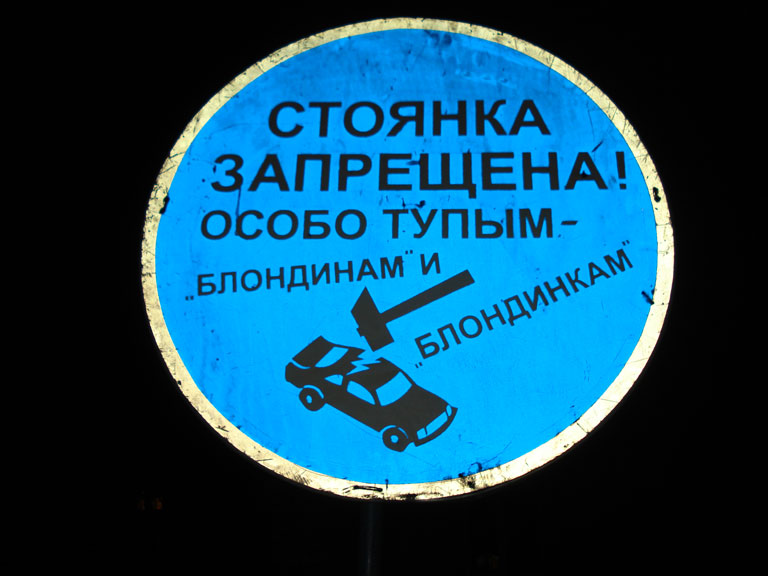 СТОЯНКА
ЗАПРЕЩЕНА!
ОСОБО ТУПЫМ-
„БЛОНДИНАМ" И
„БЛОНДИНКАМ"